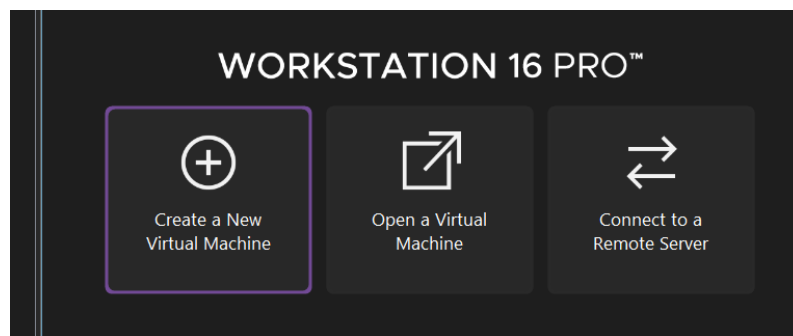 WORKSTATION 16 PRO™
Create a New
Virtual Machine
Open a Virtual
Machine
Connect to a
Remote Server